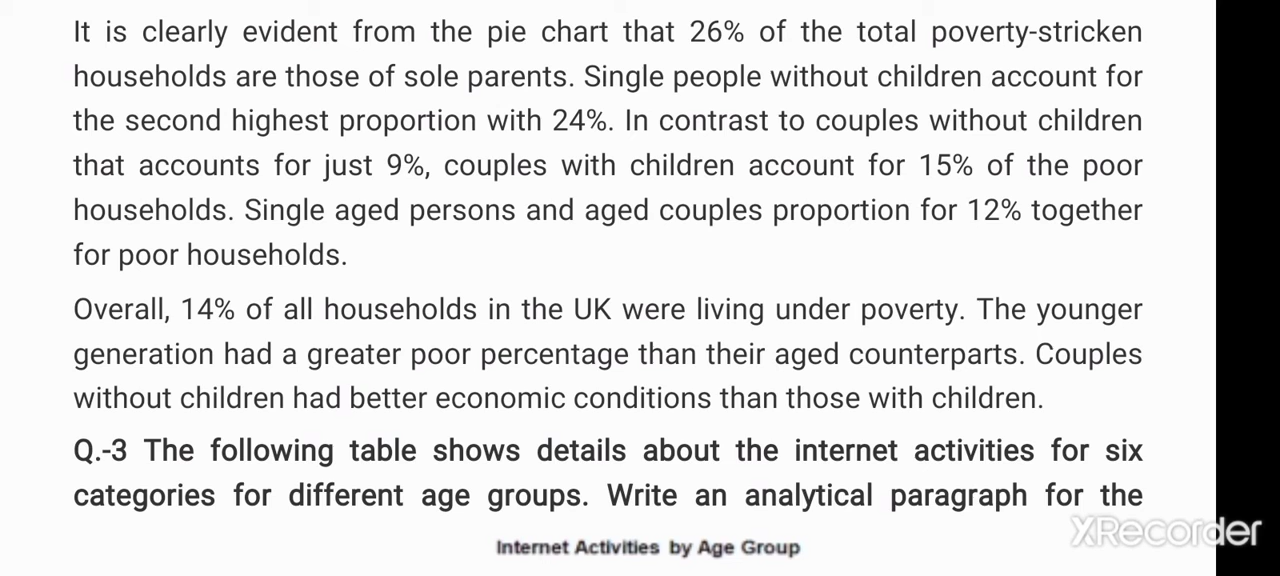 It is clearly evident from the pie chart that 26% of the total poverty-stricken
households are those of sole parents. Single people without children account for
the second highest proportion with 24%. In contrast to couples without children
that accounts for just 9%, couples with children account for 15% of the poor
households. Single aged persons and aged couples proportion for 12% together
for poor households.
Overall, 14% of all households in the UK were living under poverty. The younger
generation had a greater poor percentage than their aged counterparts. Couples
without children had better economic conditions than those with children.
Q.-3 The following table shows details about the internet activities for six
categories for different age groups. Write an analytical paragraph for the
XRecorder
Internet Activities by Age Group